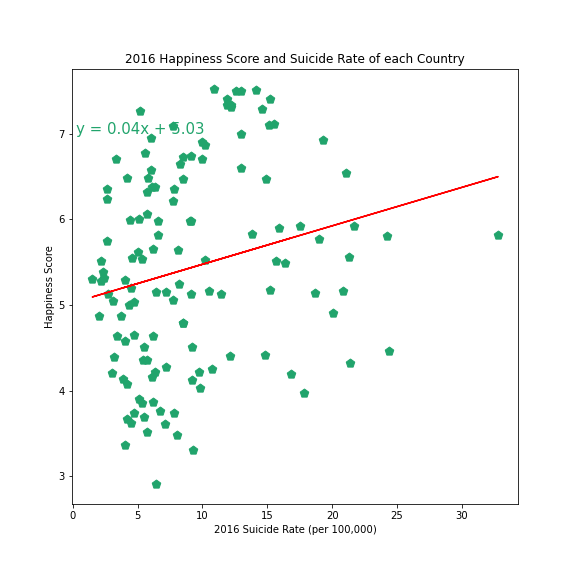 2016 Happiness Score and Suicide Rate of each Country
y = 0.04x + 5.03
7
6
5
4
3
Happiness Score
0 5 10 15 20 25 30
2016 Suicide Rate (per 100,000)